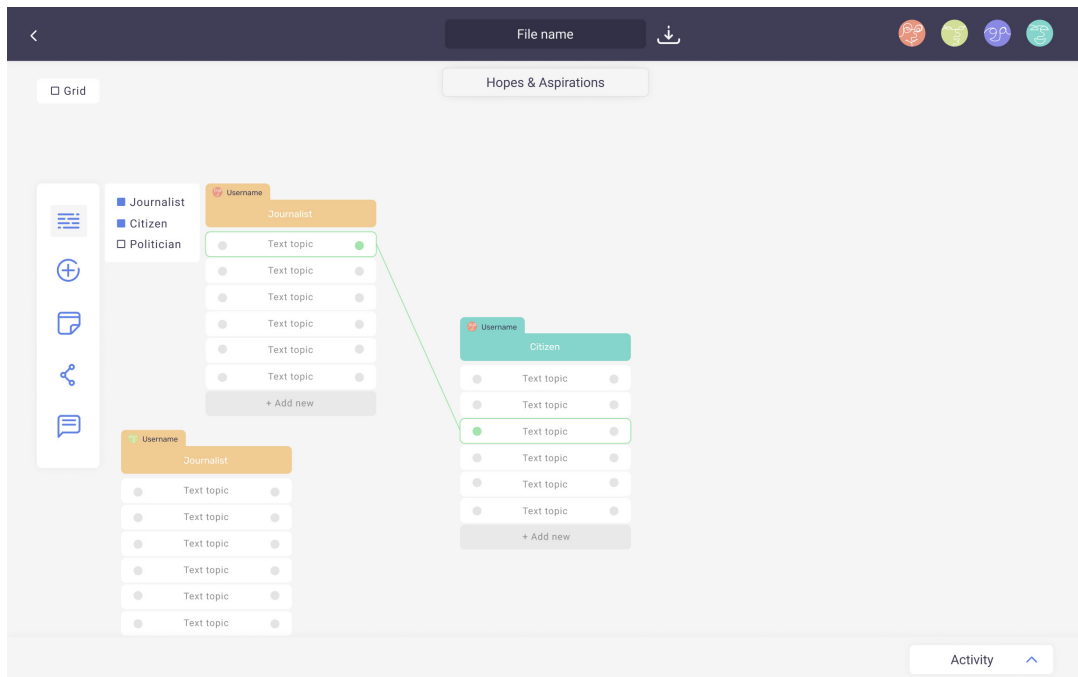 File name
Hopes & Aspirations
Grid
Journalist
Citizen
Politician
Username
Journalist
Text topic
Text topic
Text topic
Text topic
Text topic
Text topic
+ Add new
Username
Citizen
Text topic
Text topic
Text topic
Text topic
Text topic
Text topic
+ Add new
Username
Journalist
Text topic
Text topic
Text topic
Text topic
Text topic
Text topic
Activity